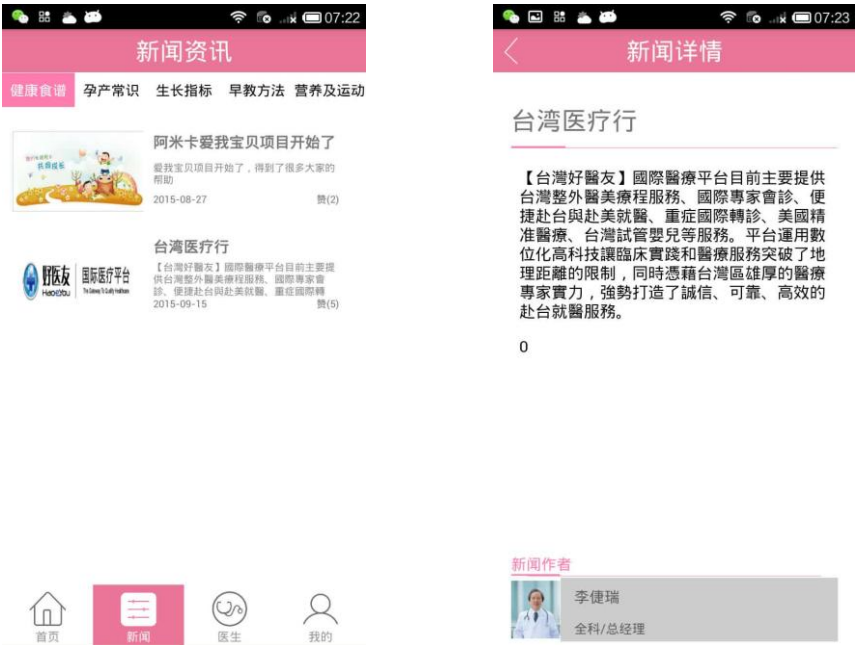 07:22
新闻资讯
健康食谱 孕产常识 生长指标 早教方法 营养及运动
阿米卡爱我宝贝项目开始了
爱我宝贝项目开始了，得到了很多大家的
帮助
2015-08-27 赞(2)
台湾医疗行
好医友 国际医疗平台
HaoeYou
【台灣好醫友】國際醫療平台目前主要提
供台灣整外醫美療程服務、國際專家會
診、便捷赴台與赴美就醫、重症國際轉
2015-09-15 赞(5)
首页 新闻 医生 我的
07:23
新闻详情
台湾医疗行
【台灣好醫友】國際醫療平台目前主要提供
台灣整外醫美療程服務、國際專家會診、便
捷赴台與赴美就醫、重症國際轉診、美國精
准醫療、台灣試管嬰兒等服務。平台運用數
位化高科技讓臨床實踐和醫療服務突破了地
理距離的限制，同時憑藉台灣區雄厚的醫療
專家實力，強勢打造了誠信、可靠、高效的
赴台就醫服務。
0
新闻作者
李倢瑞
全科/总经理